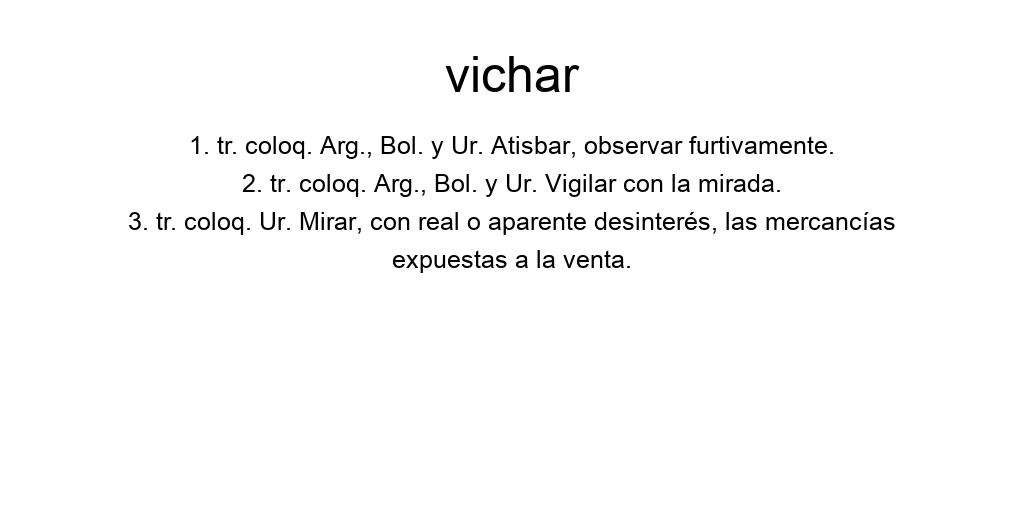 vichar
1. tr. coloq. Arg., Bol. y Ur. Atisbar, observar furtivamente.
2. tr. coloq. Arg., Bol. y Ur. Vigilar con la mirada.
3. tr. coloq. Ur. Mirar, con real o aparente desinterés, las mercancías
expuestas a la venta.